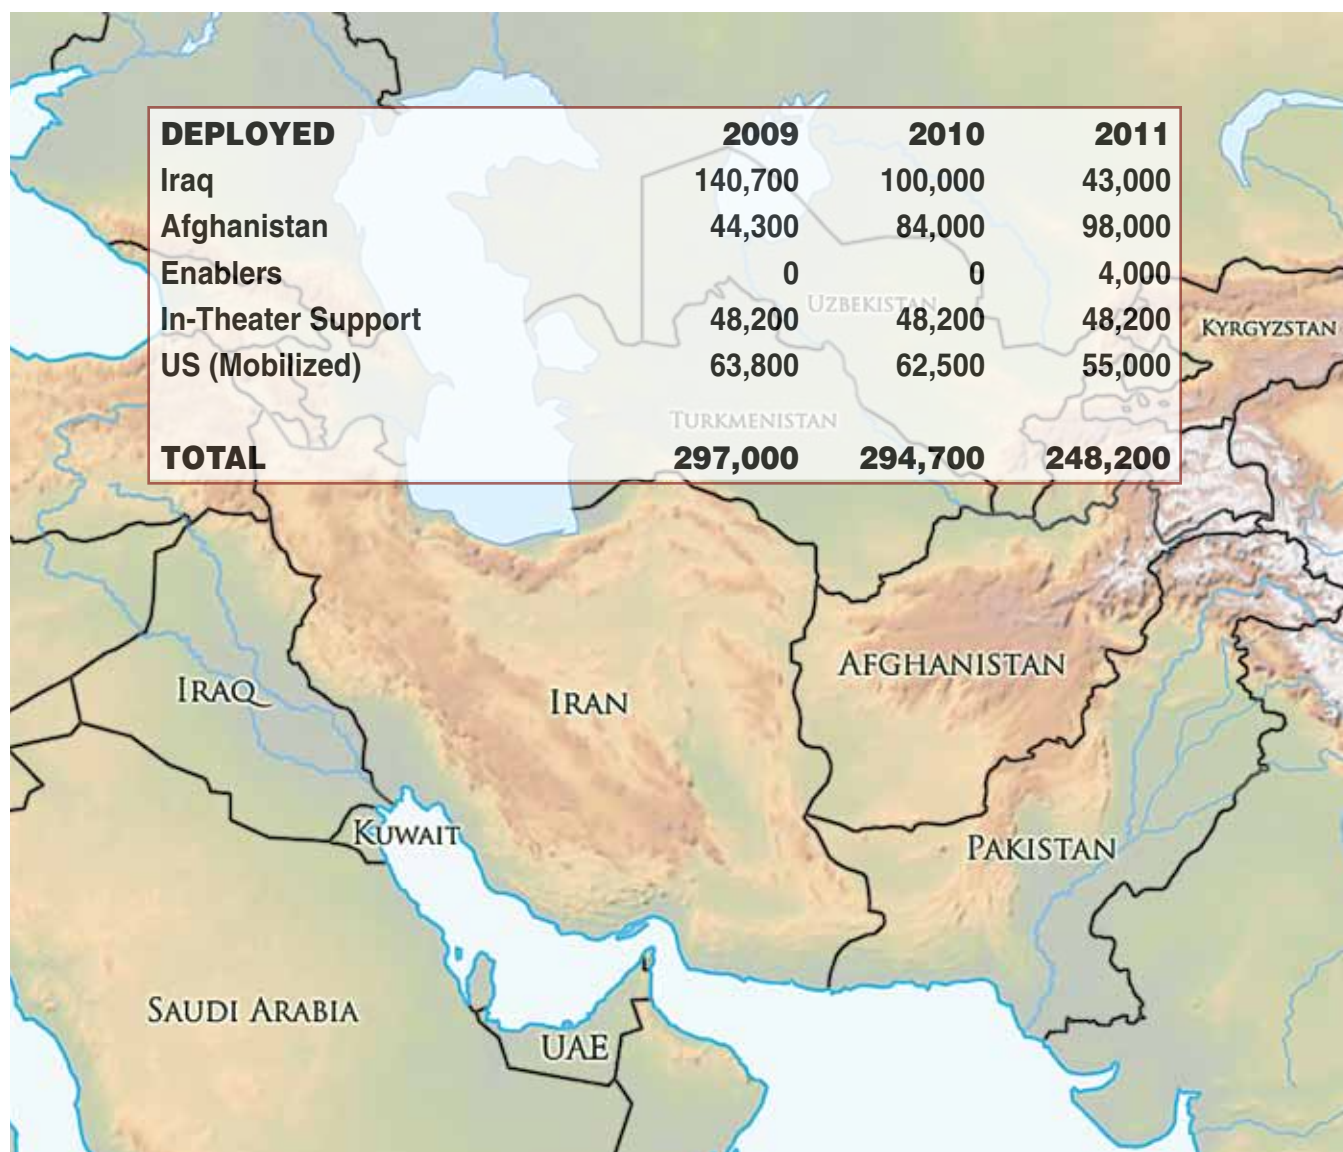 DEPLOYED 2009 2010 2011
Iraq 140,700 100,000 43,000
Afghanistan 44,300 84,000 98,000
Enablers 0 0 4,000
In-Theater Support 48,200 48,200 48,200
US (Mobilized) 63,800 62,500 55,000
TOTAL 297,000 294,700 248,200
UZBEKISTAN
KYRGYZSTAN
TURKMENISTAN
AFGHANISTAN
IRAQ
IRAN
KUWAIT
PAKISTAN
SAUDI ARABIA
UAE